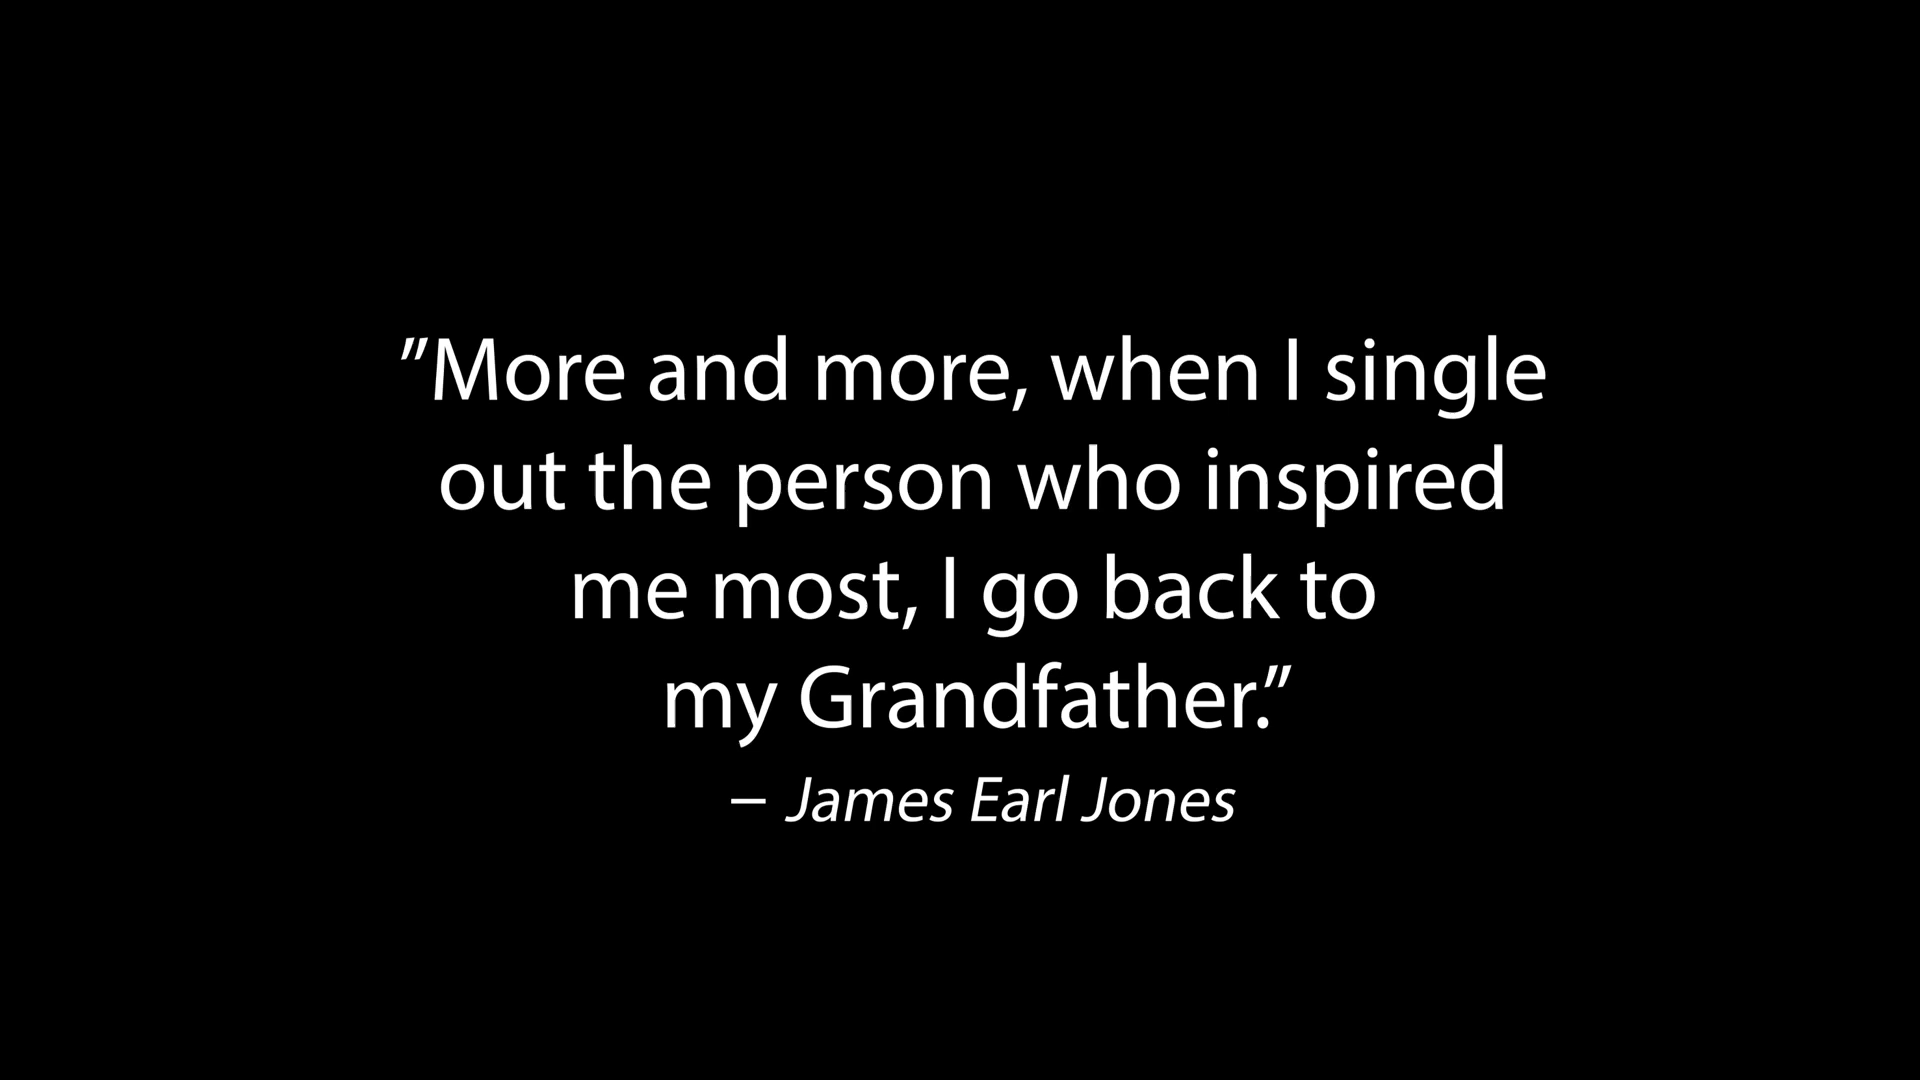 ”More and more, when I single
out the person who inspired
me most, I go back to
my Grandfather.”
– James Earl Jones